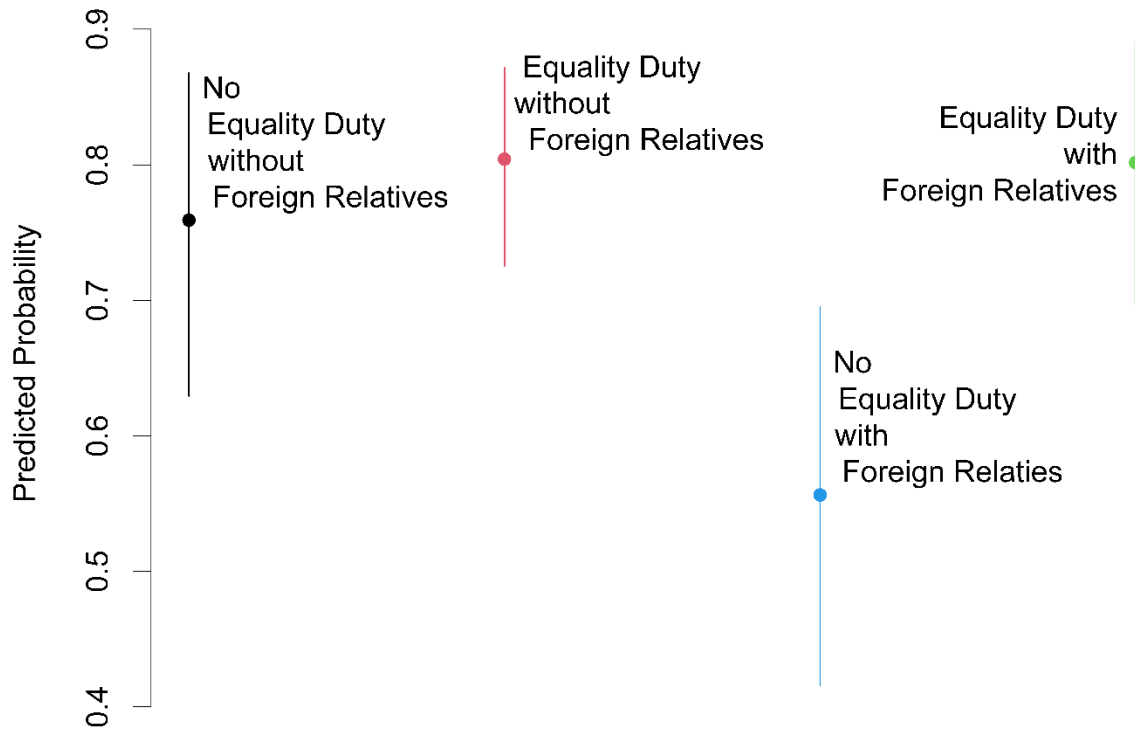 Predicted Probability
0.9
0.8
0.7
0.6
0.5
0.4
No
Equality Duty
without
Foreign Relatives
Equality Duty
without
Foreign Relatives
No
Equality Duty
with
Foreign Relaties
Equality Duty
with
Foreign Relatives